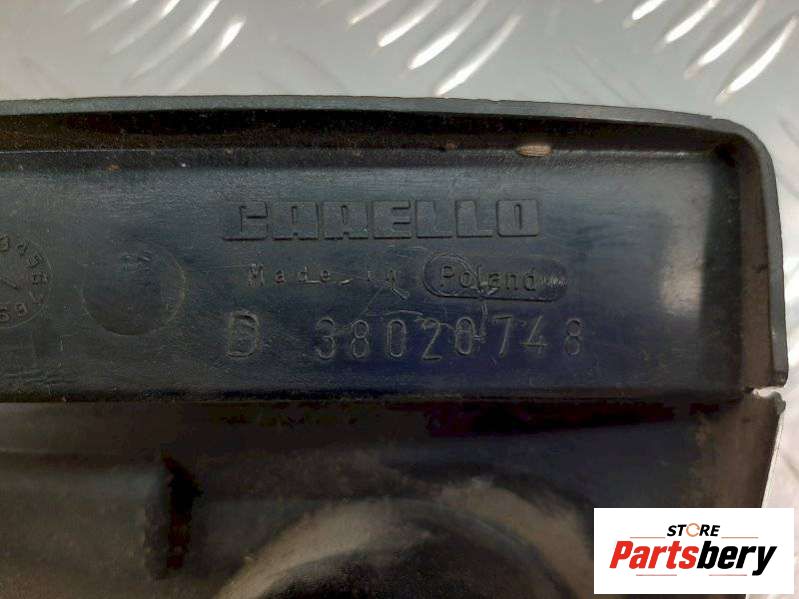 CARELLO
Made in Poland
D 38020748
STORE
Partsbery